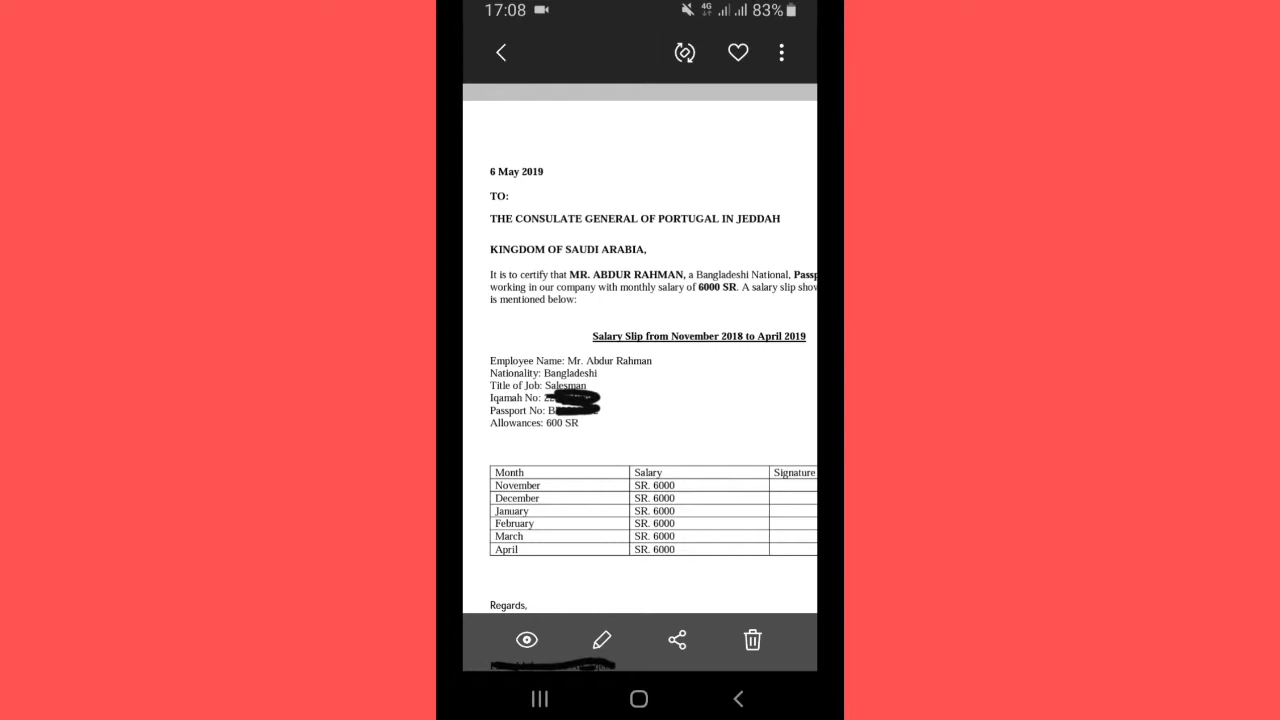 17:08 4G 83%
6 May 2019
TO:
THE CONSULATE GENERAL OF PORTUGAL IN JEDDAH
KINGDOM OF SAUDI ARABIA,
It is to certify that MR. ABDUR RAHMAN, a Bangladeshi National,
working in our company with monthly salary of 6000 SR. A salary slip
is mentioned below:
Salary Slip from November 2018 to April 2019
Employee Name: Mr. Abdur Rahman
Nationality: Bangladeshi
Title of Job: Salesman
Iqamah No:
Passport No: B
Allowances: 600 SR
Month Salary Signature
November SR. 6000
December SR. 6000
January SR. 6000
February SR. 6000
March SR. 6000
April SR. 6000
Regards,